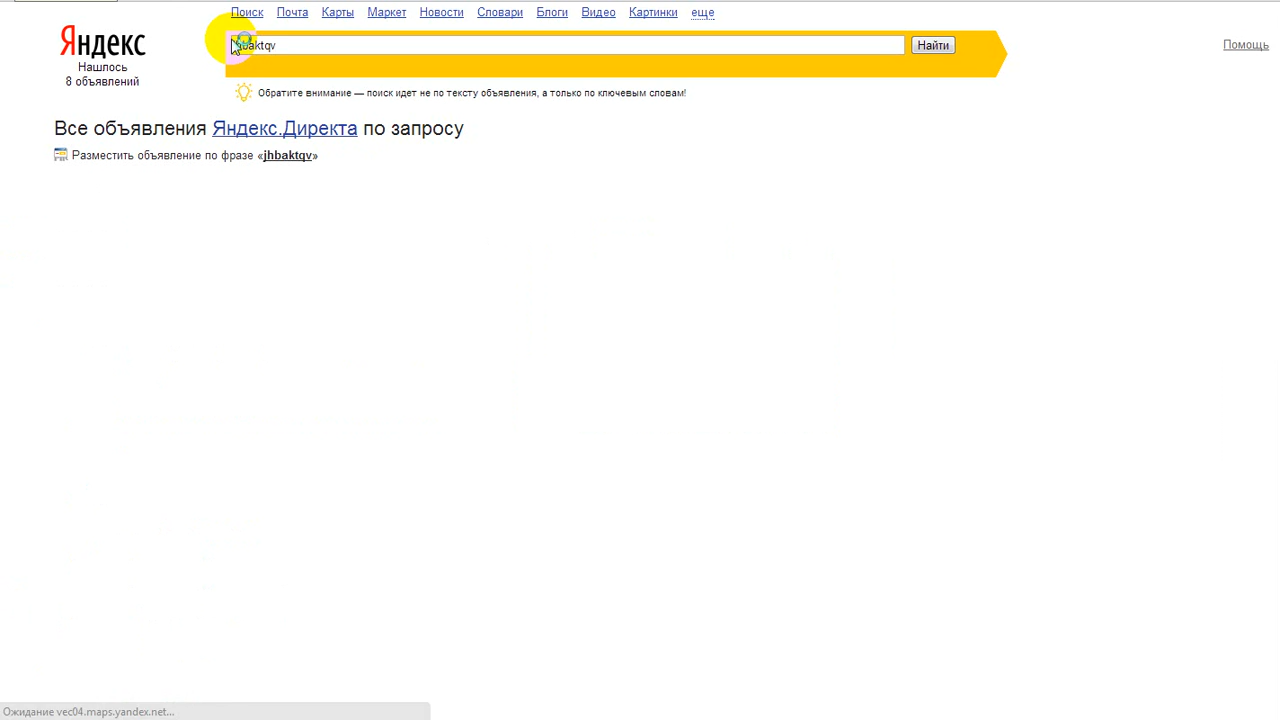 Поиск Почта Карты Маркет Новости Словари Блоги Видео Картинки еще
Яндекс
jhbaktqv
Найти
Помощь
Нашлось
8 объявлений
Обратите внимание — поиск идет не по тексту объявления, а только по ключевым словам!
Все объявления Яндекс.Директа по запросу
Разместить объявление по фразе «jhbaktqv»
Ожидание vec04.maps.yandex.net...